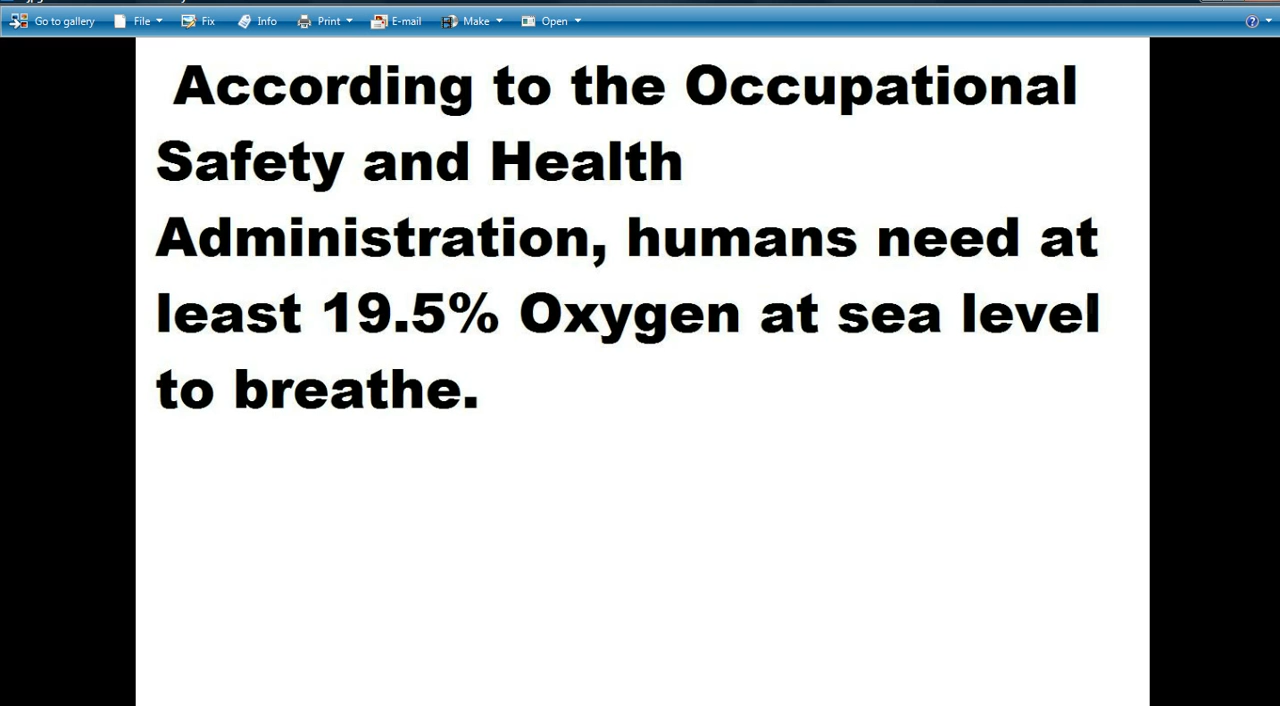 Go to gallery File Fix Info Print E-mail Make Open
According to the Occupational
Safety and Health
Administration, humans need at
least 19.5% Oxygen at sea level
to breathe.